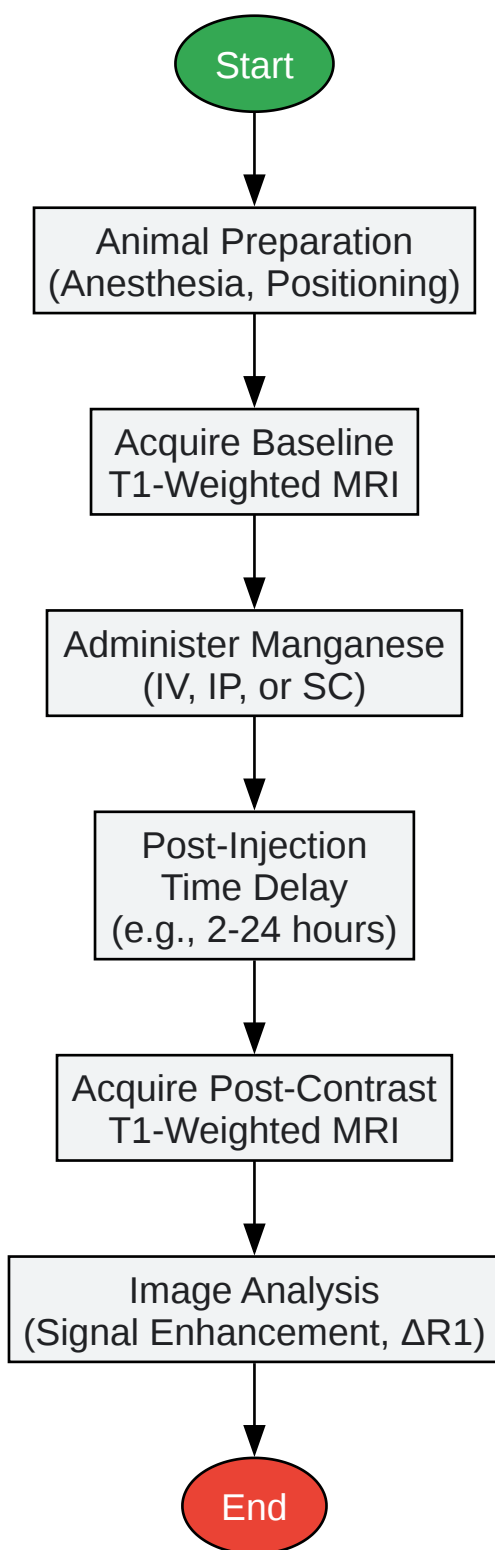 Start
Animal Preparation
(Anesthesia, Positioning)
Acquire Baseline
T1-Weighted MRI
Administer Manganese
(IV, IP, or SC)
Post-Injection
Time Delay
(e.g., 2-24 hours)
Acquire Post-Contrast
T1-Weighted MRI
Image Analysis
(Signal Enhancement, ΔR1)
End